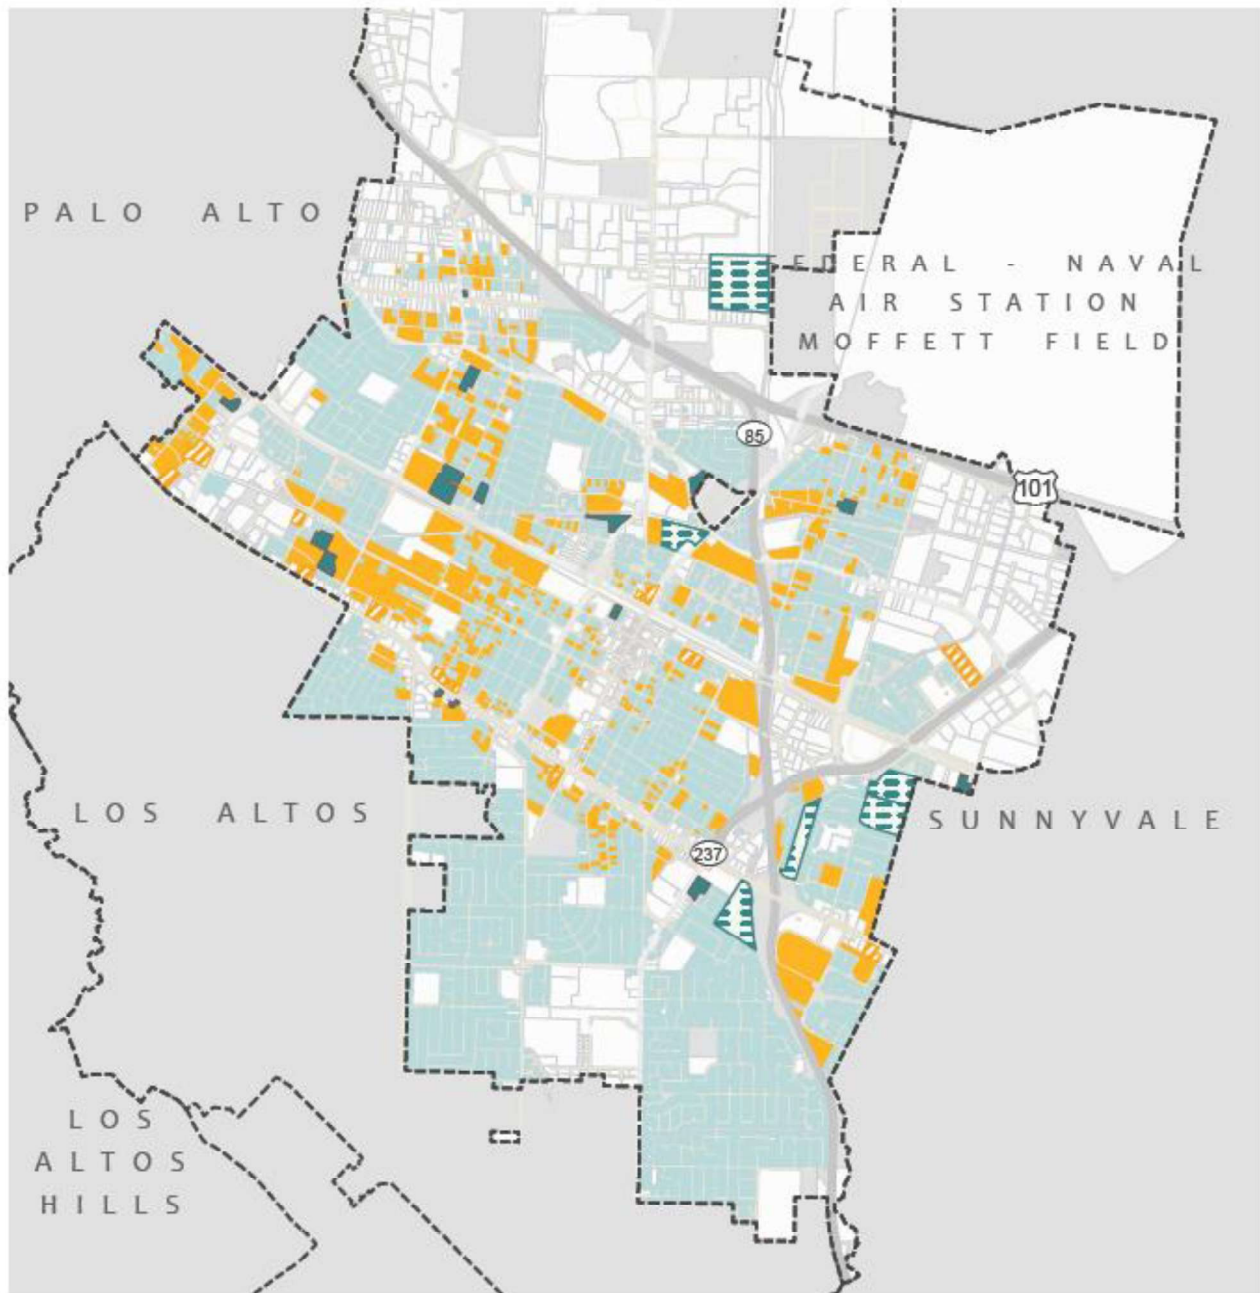 PALO ALTO
FEDERAL - NAVAL
AIR STATION
MOFFETT FIELD
85
101
LOS ALTOS
SUNNYVALE
237
LOS
ALTOS
HILLS